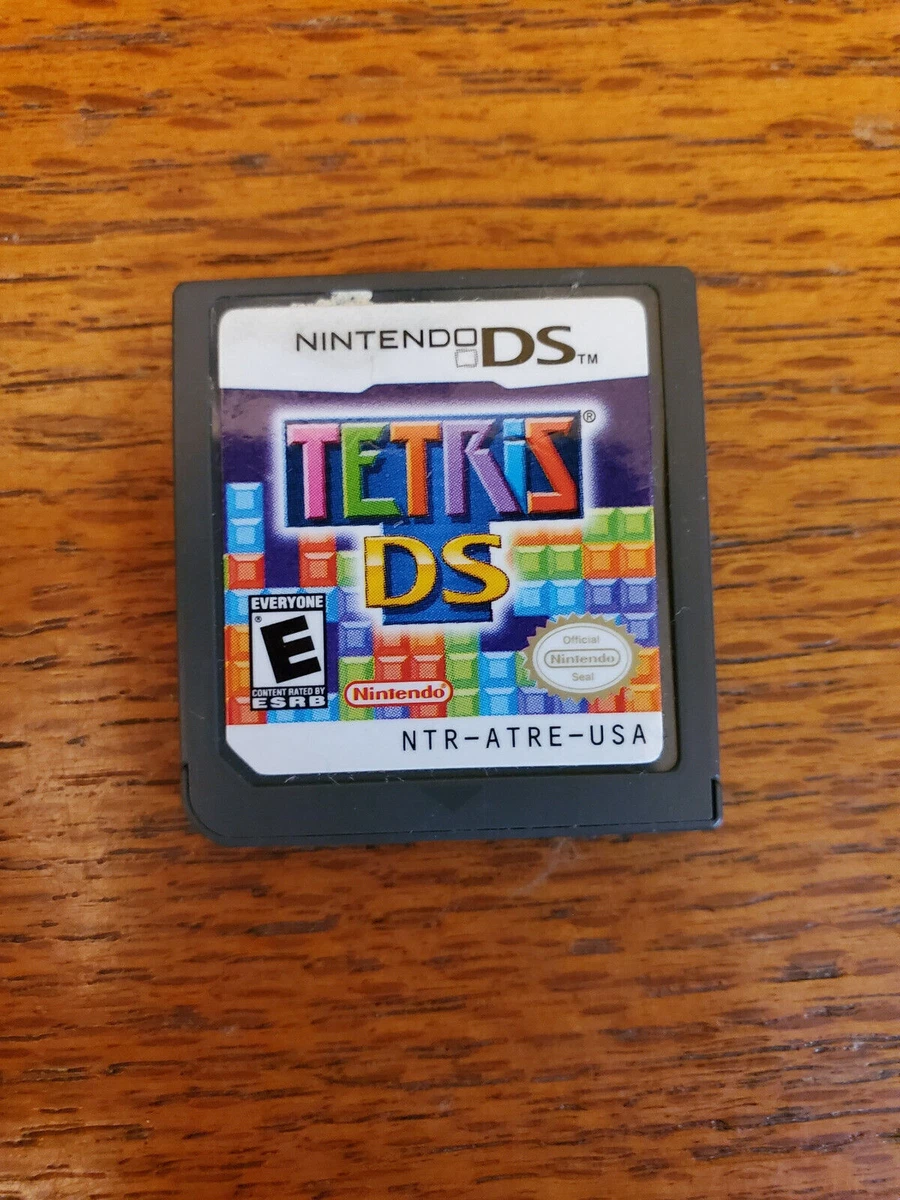 NINTENDO DS™
TETRIS®
DS
EVERYONE
E®
CONTENT RATED BY
ESRB
Nintendo®
Official
Nintendo
Seal
NTR-ATRE-USA